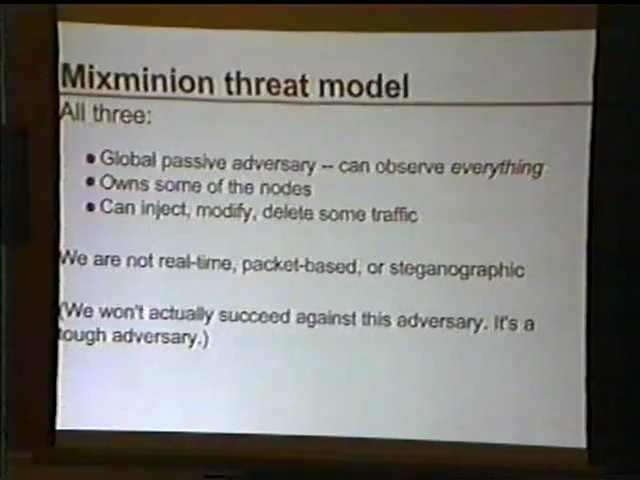 Mixminion threat model
All three:
● Global passive adversary -- can observe everything
● Owns some of the nodes
● Can inject, modify, delete some traffic
We are not real-time, packet-based, or steganographic
(We won't actually succeed against this adversary. It's a
tough adversary.)